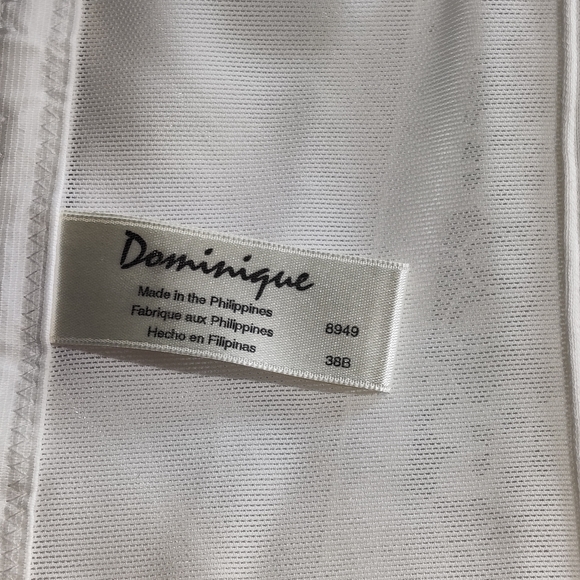 Dominique
Made in the Philippines
Fabrique aux Philippines
Hecho en Filipinas
8949
38B